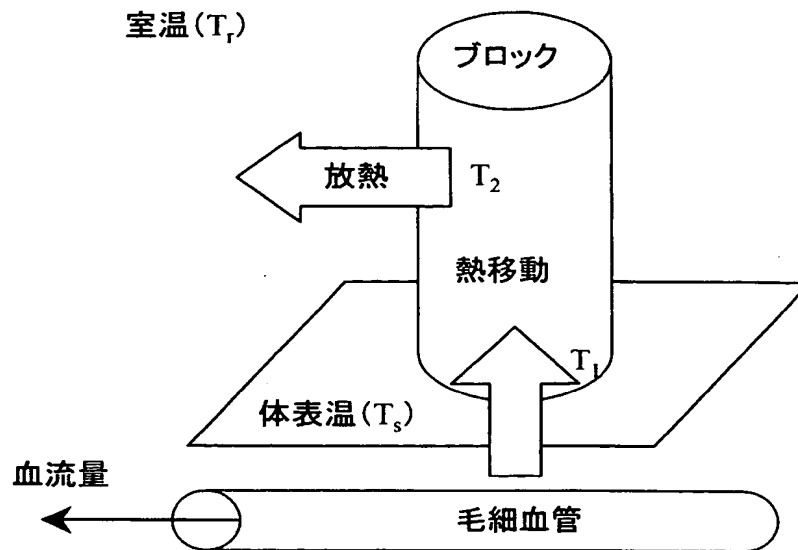 室温(Tr)
ブロック
放熱
T2
熱移動
T1
体表温(Ts)
血流量
毛細血管